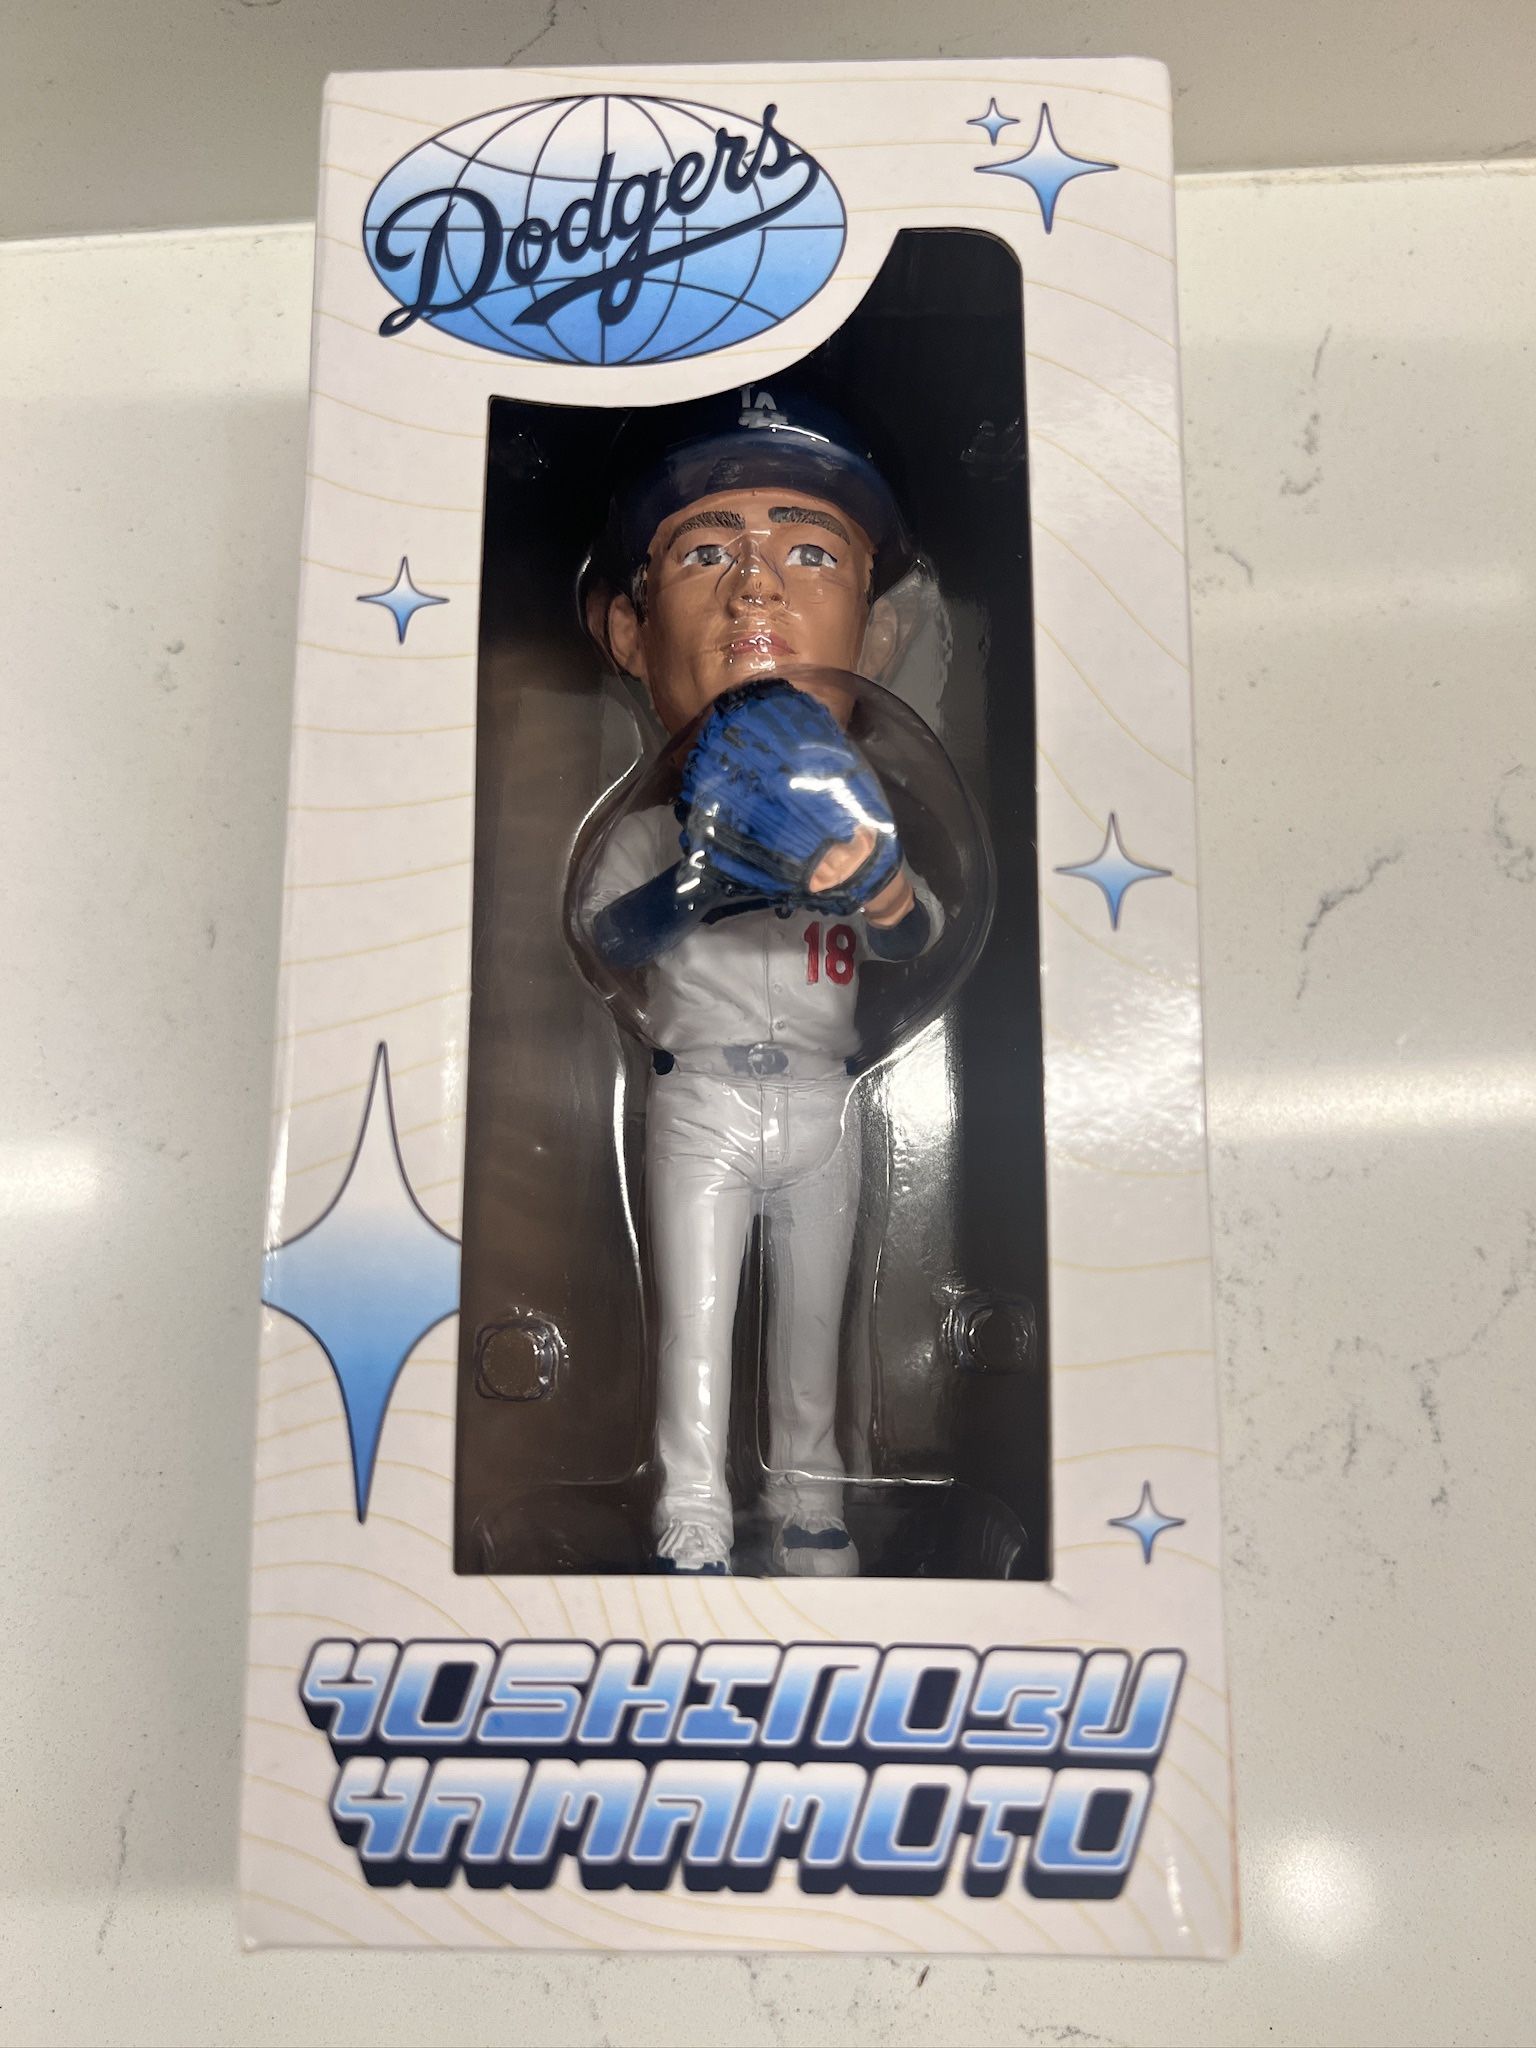 Dodgers
LA
18
YOSHINOBU
YAMAMOTO